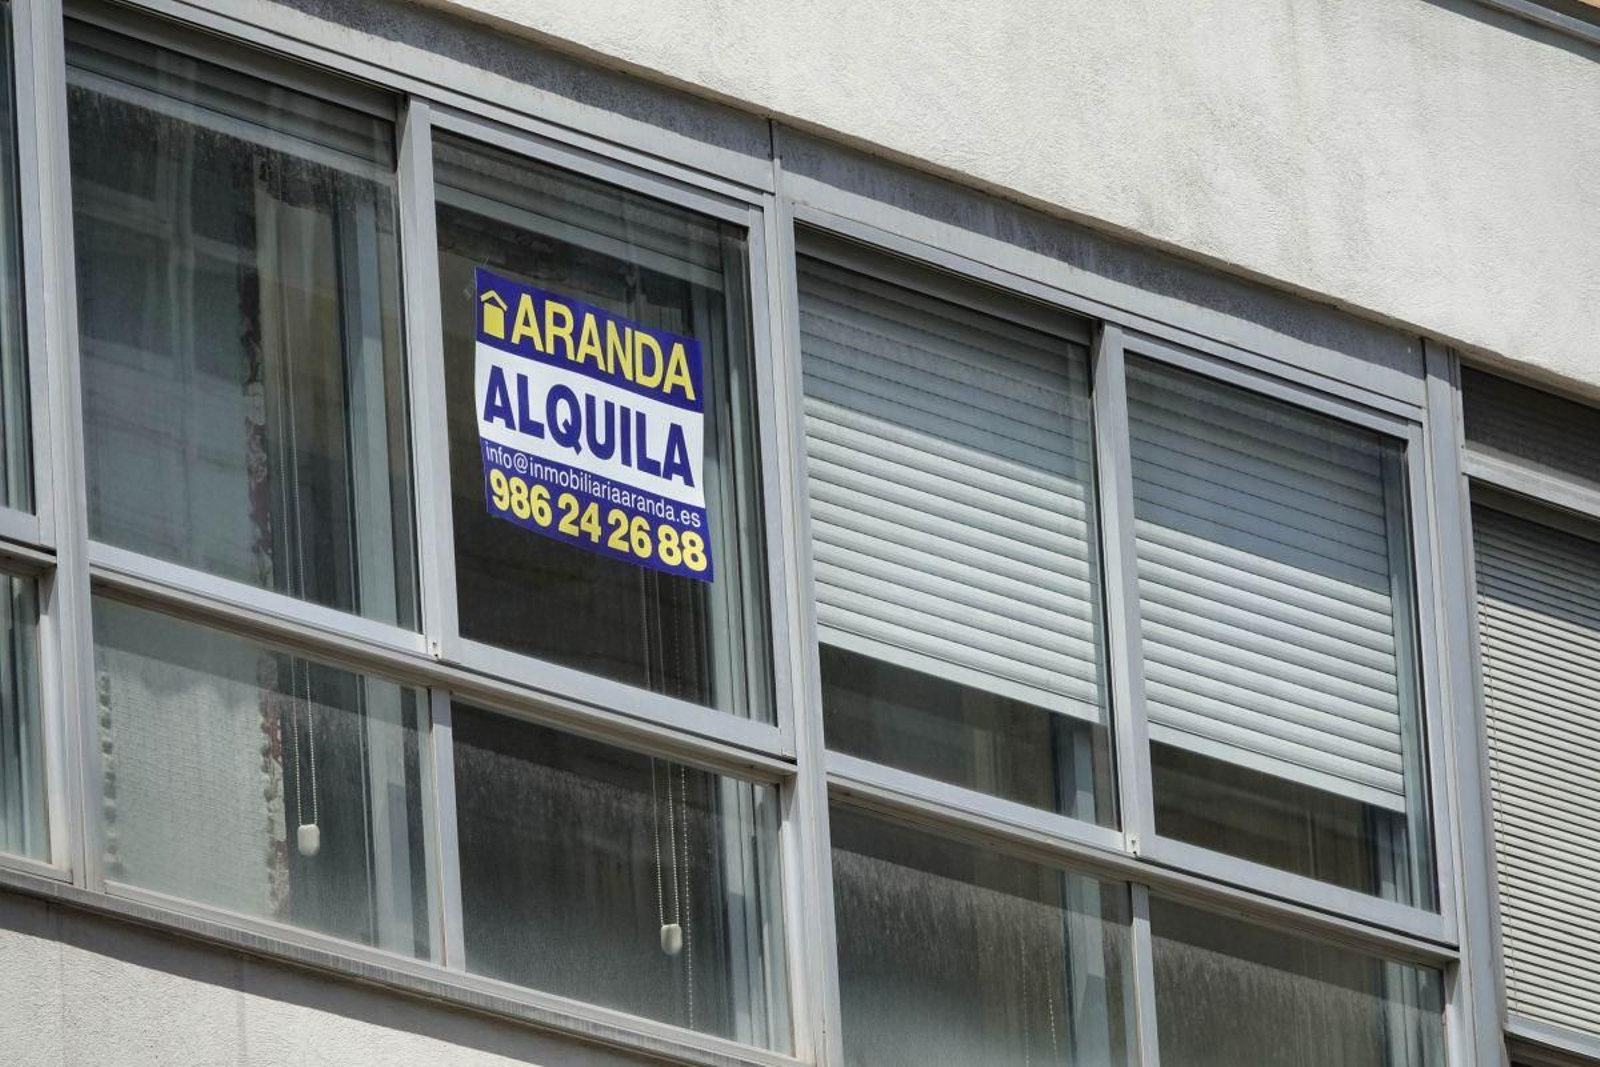 ARANDA
ALQUILA
info@inmobiliariaaranda.es
986 24 26 88